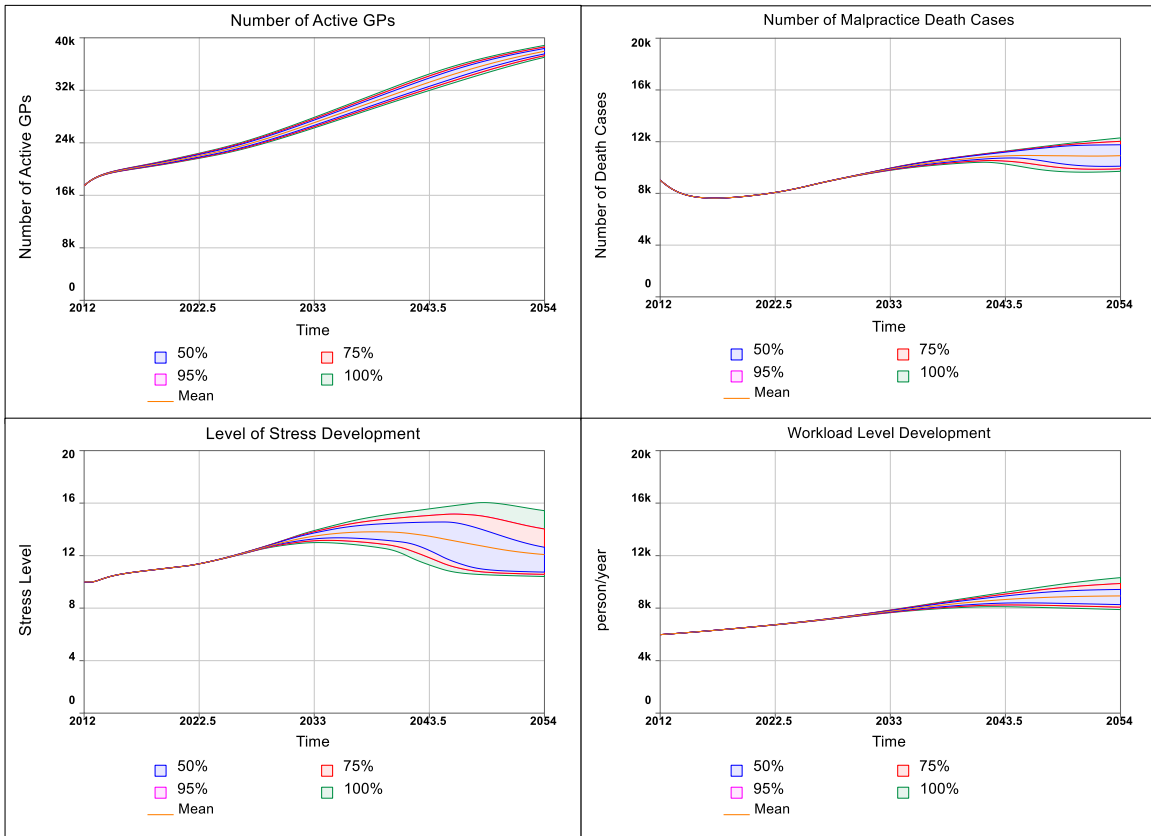 Number of Active GPs
Number of Active GPs
40k
32k
24k
16k
8k
0
2012 2022.5 2033 2043.5 2054
Time
50% 75%
95% 100%
Mean
Number of Malpractice Death Cases
Number of Death Cases
20k
16k
12k
8k
4k
0
2012 2022.5 2033 2043.5 2054
Time
50% 75%
95% 100%
Mean
Level of Stress Development
Stress Level
20
16
12
8
4
0
2012 2022.5 2033 2043.5 2054
Time
50% 75%
95% 100%
Mean
Workload Level Development
person/year
20k
16k
12k
8k
4k
0
2012 2022.5 2033 2043.5 2054
Time
50% 75%
95% 100%
Mean